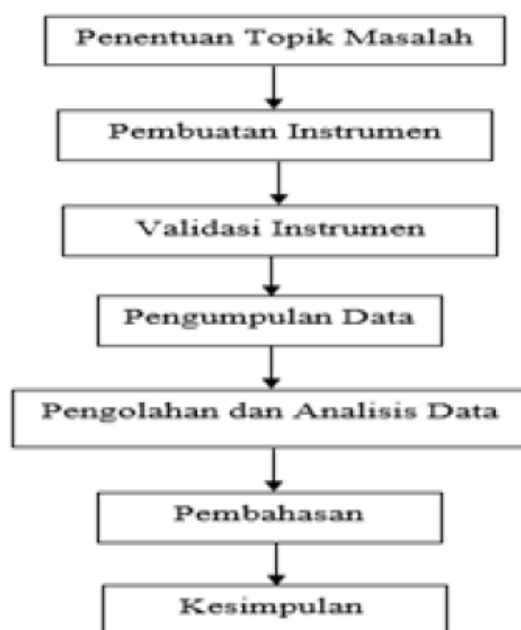 Penentuan Topik Masalah
Pembuatan Instrumen
Validasi Instrumen
Pengumpulan Data
Pengolahan dan Analisis Data
Pembahasan
Kesimpulan